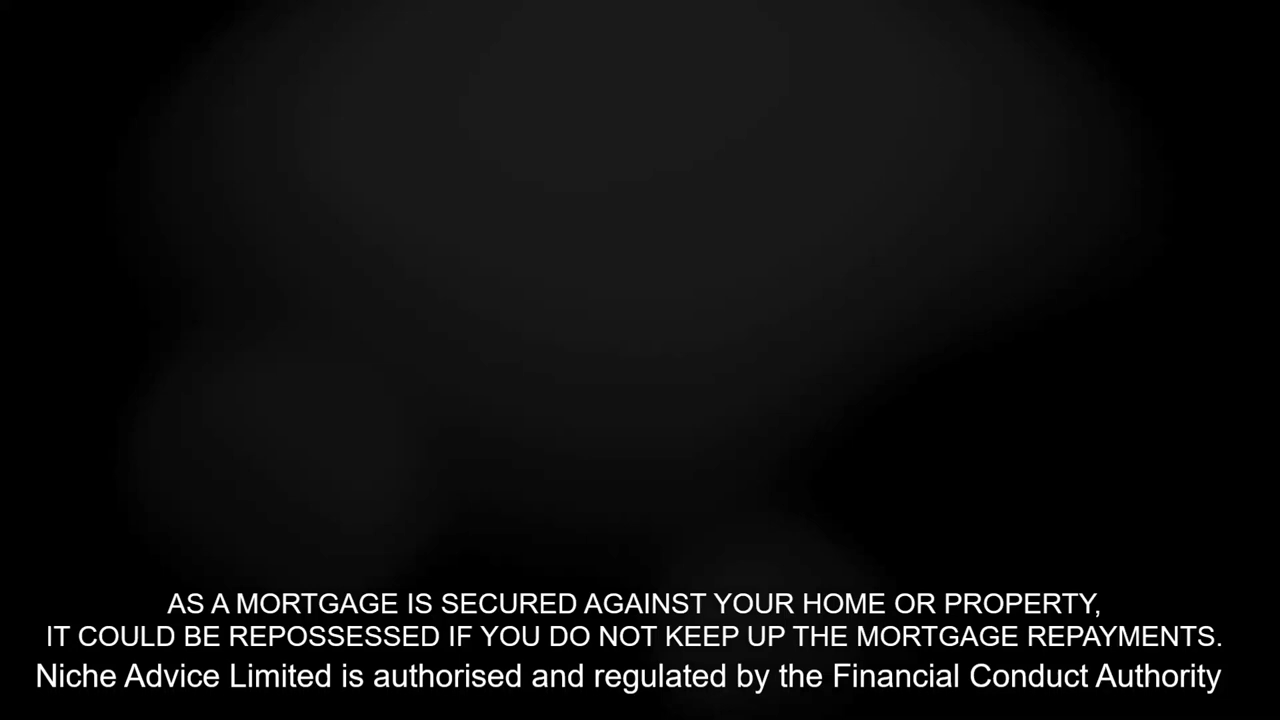 AS A MORTGAGE IS SECURED AGAINST YOUR HOME OR PROPERTY,
IT COULD BE REPOSSESSED IF YOU DO NOT KEEP UP THE MORTGAGE REPAYMENTS.
Niche Advice Limited is authorised and regulated by the Financial Conduct Authority